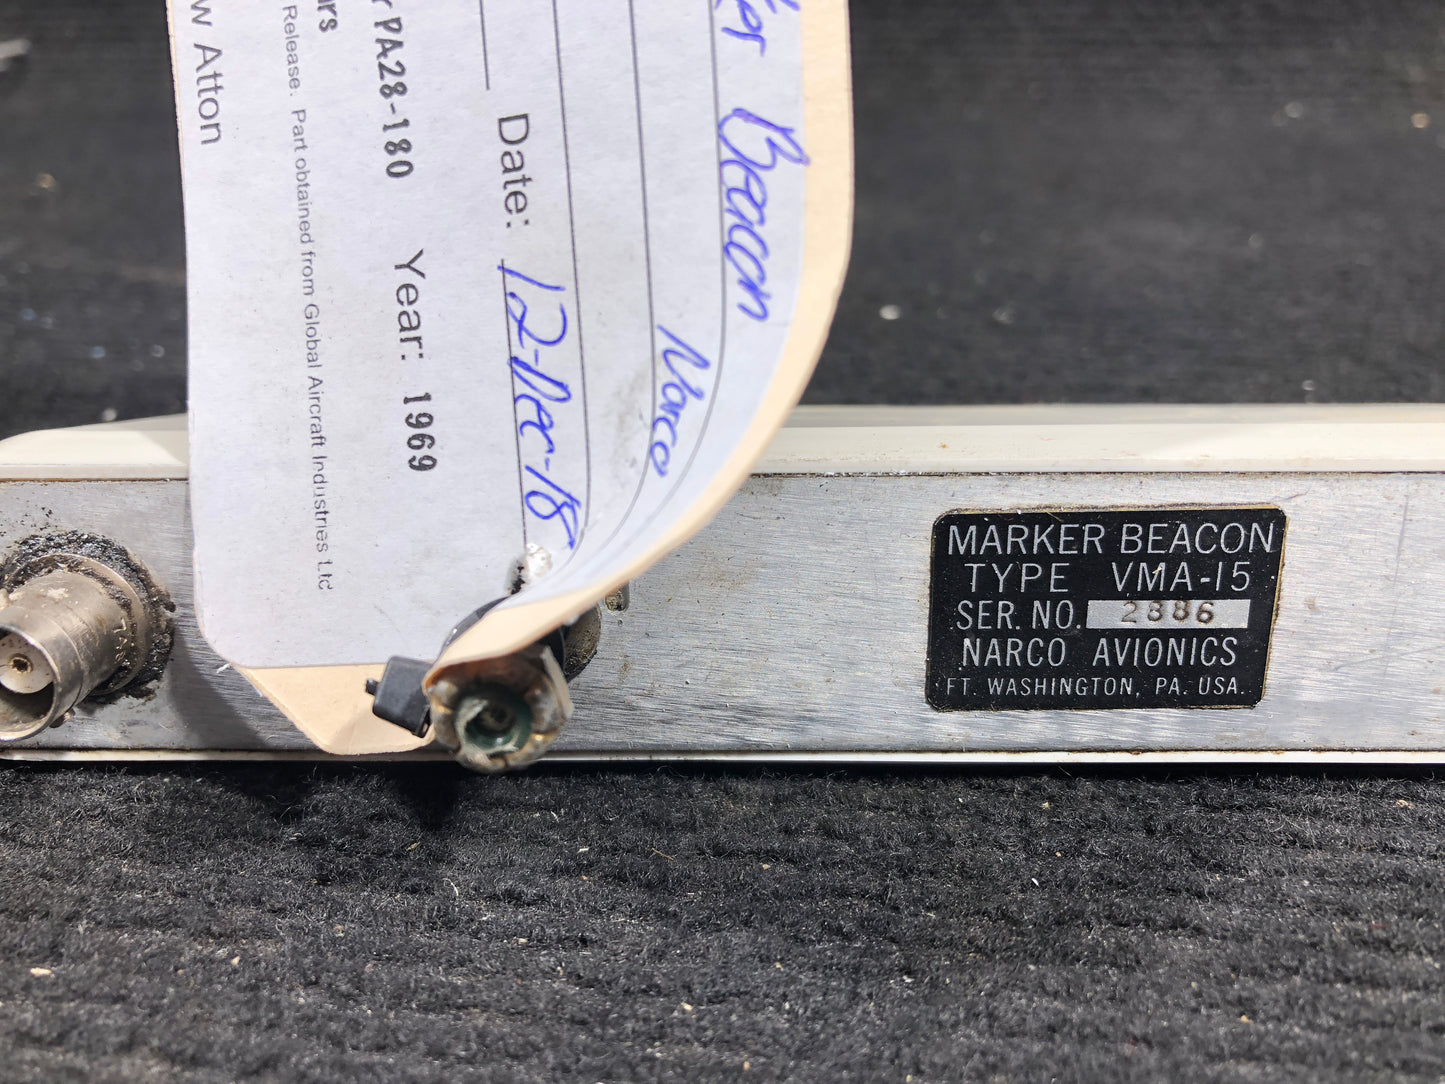 Beacon
Narco
Date: 12-Dec-18
PA28-180 Year: 1969
Release. Part obtained from Global Aircraft Industries Ltd
Atton
MARKER BEACON
TYPE VMA-15
SER. NO. 2886
NARCO AVIONICS
FT. WASHINGTON, PA. USA.